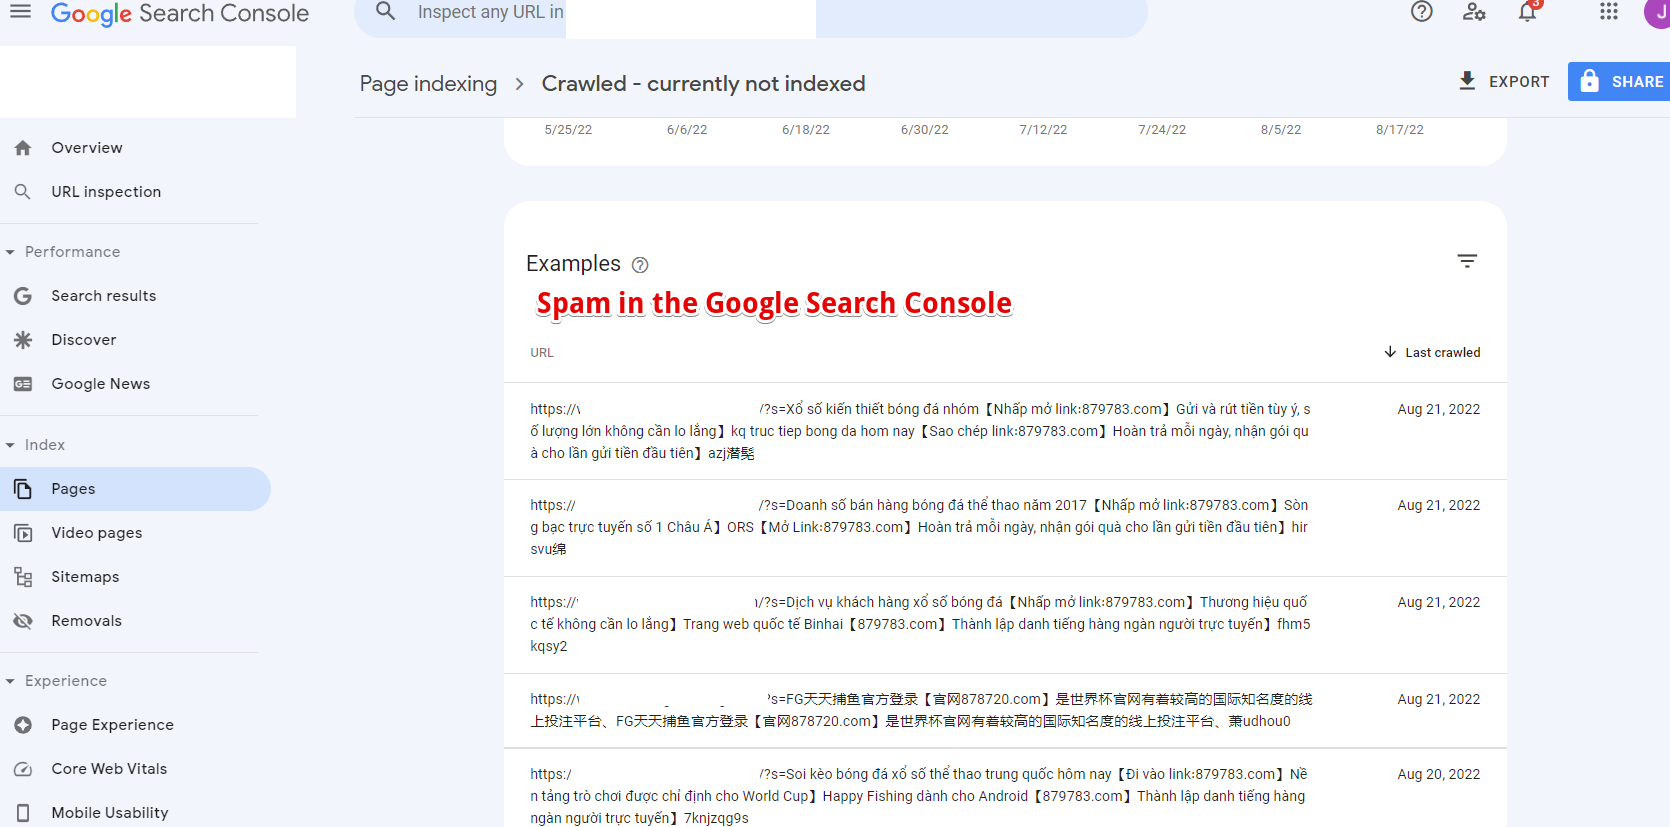 Google Search Console
Inspect any URL in
3
J
Page indexing > Crawled - currently not indexed
EXPORT
SHARE
5/25/22 6/6/22 6/18/22 6/30/22 7/12/22 7/24/22 8/5/22 8/17/22
Overview
URL inspection
Performance
Search results
Discover
Google News
Index
Pages
Video pages
Sitemaps
Removals
Experience
Page Experience
Core Web Vitals
Mobile Usability
Examples
Spam in the Google Search Console
URL
Last crawled
https:// /?s=Xổ số kiến thiết bóng đá nhóm【Nhấp mở link:879783.com】Gửi và rút tiền tùy ý, s
ố lượng lớn không cần lo lắng】kq truc tiep bong da hom nay【Sao chép link:879783.com】Hoàn trả mỗi ngày, nhận gói qu
à cho lần gửi tiền đầu tiên】azj潜髡
Aug 21, 2022
https:// /?s=Doanh số bán hàng bóng đá thể thao năm 2017【Nhấp mở link:879783.com】Sòn
g bạc trực tuyến số 1 Châu Á】ORS【Mở Link:879783.com】Hoàn trả mỗi ngày, nhận gói quà cho lần gửi tiền đầu tiên】hir
svu绵
Aug 21, 2022
https:// /?s=Dịch vụ khách hàng xổ số bóng đá【Nhấp mở link:879783.com】Thương hiệu quố
c tế không cần lo lắng】Trang web quốc tế Binhai【879783.com】Thành lập danh tiếng hàng ngàn người trực tuyến】fhm5
kqsy2
Aug 21, 2022
https:// ?s=FG天天捕鱼官方登录【官网878720.com】是世界杯官网有着较高的国际知名度的线
上投注平台、FG天天捕鱼官方登录【官网878720.com】是世界杯官网有着较高的国际知名度的线上投注平台、萧udhou0
Aug 21, 2022
https:/ /?s=Soi kèo bóng đá xổ số thể thao trung quốc hôm nay【Đi vào link:879783.com】Nề
n tảng trò chơi được chỉ định cho World Cup】Happy Fishing dành cho Android【879783.com】Thành lập danh tiếng hàng
ngàn người trực tuyến】7knjzqg9s
Aug 20, 2022